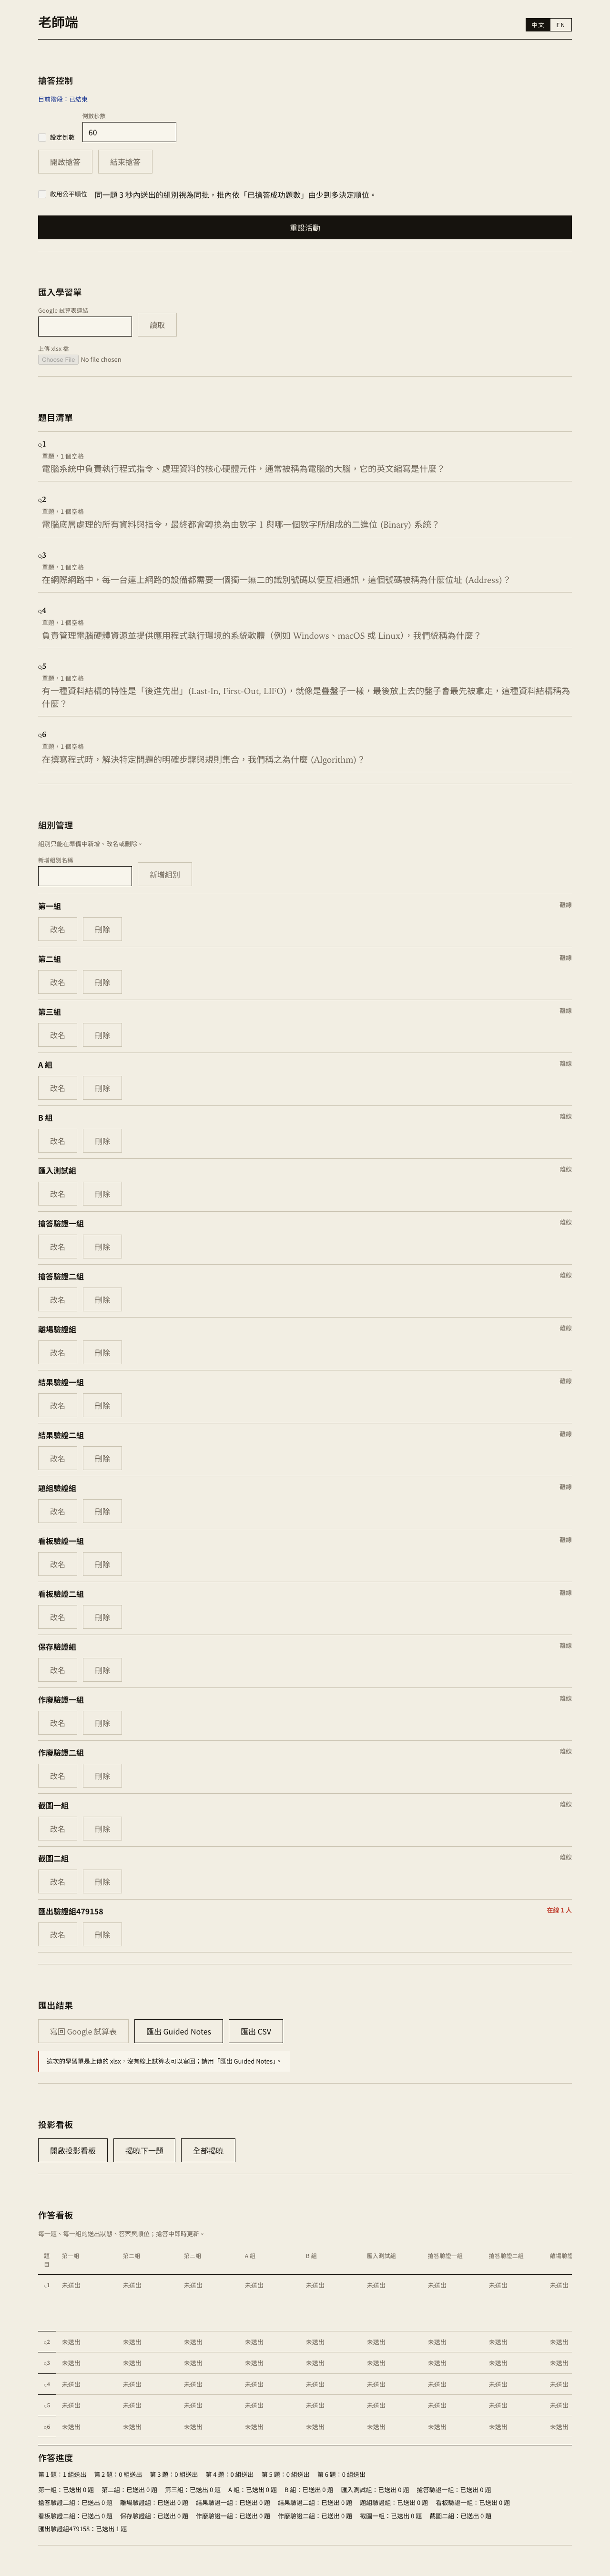 老師端
中文 EN
搶答控制
目前階段：已結束
倒數秒數
設定倒數 60
開啟搶答 結束搶答
啟用公平順位 同一題 3 秒內送出的組別視為同批，批內依「已搶答成功題數」由少到多決定順位。
重設活動
匯入學習單
Google 試算表連結
讀取
上傳 xlsx 檔
Choose File No file chosen
題目清單
Q1
單題，1 個空格
電腦系統中負責執行程式指令、處理資料的核心硬體元件，通常被稱為電腦的大腦，它的英文縮寫是什麼？
Q2
單題，1 個空格
電腦底層處理的所有資料與指令，最終都會轉換為由數字 1 與哪一個數字所組成的二進位 (Binary) 系統？
Q3
單題，1 個空格
在網際網路中，每一台連上網路的設備都需要一個獨一無二的識別號碼以便互相通訊，這個號碼被稱為什麼位址 (Address)？
Q4
單題，1 個空格
負責管理電腦硬體資源並提供應用程式執行環境的系統軟體（例如 Windows、macOS 或 Linux），我們統稱為什麼？
Q5
單題，1 個空格
有一種資料結構的特性是「後進先出」(Last-In, First-Out, LIFO)，就像是疊盤子一樣，最後放上去的盤子會最先被拿走，這種資料結構稱為
什麼？
Q6
單題，1 個空格
在撰寫程式時，解決特定問題的明確步驟與規則集合，我們稱之為什麼 (Algorithm)？
組別管理
組別只能在準備中新增、改名或刪除。
新增組別名稱
新增組別
第一組 離線
改名 刪除
第二組 離線
改名 刪除
第三組 離線
改名 刪除
A 組 離線
改名 刪除
B 組 離線
改名 刪除
匯入測試組 離線
改名 刪除
搶答驗證一組 離線
改名 刪除
搶答驗證二組 離線
改名 刪除
離場驗證組 離線
改名 刪除
結果驗證一組 離線
改名 刪除
結果驗證二組 離線
改名 刪除
題組驗證組 離線
改名 刪除
看板驗證一組 離線
改名 刪除
看板驗證二組 離線
改名 刪除
保存驗證組 離線
改名 刪除
作廢驗證一組 離線
改名 刪除
作廢驗證二組 離線
改名 刪除
截圖一組 離線
改名 刪除
截圖二組 離線
改名 刪除
匯出驗證組479158 在線 1 人
改名 刪除
匯出結果
寫回 Google 試算表 匯出 Guided Notes 匯出 CSV
這次的學習單是上傳的 xlsx，沒有線上試算表可以寫回；請用「匯出 Guided Notes」。
投影看板
開啟投影看板 揭曉下一題 全部揭曉
作答看板
每一題、每一組的送出狀態、答案與順位；搶答中即時更新。
題目 第一組 第二組 第三組 A 組 B 組 匯入測試組 搶答驗證一組 搶答驗證二組 離場驗證
Q1 未送出 未送出 未送出 未送出 未送出 未送出 未送出 未送出 未送出
Q2 未送出 未送出 未送出 未送出 未送出 未送出 未送出 未送出 未送出
Q3 未送出 未送出 未送出 未送出 未送出 未送出 未送出 未送出 未送出
Q4 未送出 未送出 未送出 未送出 未送出 未送出 未送出 未送出 未送出
Q5 未送出 未送出 未送出 未送出 未送出 未送出 未送出 未送出 未送出
Q6 未送出 未送出 未送出 未送出 未送出 未送出 未送出 未送出 未送出
作答進度
第 1 題：1 組送出 第 2 題：0 組送出 第 3 題：0 組送出 第 4 題：0 組送出 第 5 題：0 組送出 第 6 題：0 組送出
第一組：已送出 0 題 第二組：已送出 0 題 第三組：已送出 0 題 A 組：已送出 0 題 B 組：已送出 0 題 匯入測試組：已送出 0 題 搶答驗證一組：已送出 0 題
搶答驗證二組：已送出 0 題 離場驗證組：已送出 0 題 結果驗證一組：已送出 0 題 結果驗證二組：已送出 0 題 題組驗證組：已送出 0 題 看板驗證一組：已送出 0 題
看板驗證二組：已送出 0 題 保存驗證組：已送出 0 題 作廢驗證一組：已送出 0 題 作廢驗證二組：已送出 0 題 截圖一組：已送出 0 題 截圖二組：已送出 0 題
匯出驗證組479158：已送出 1 題